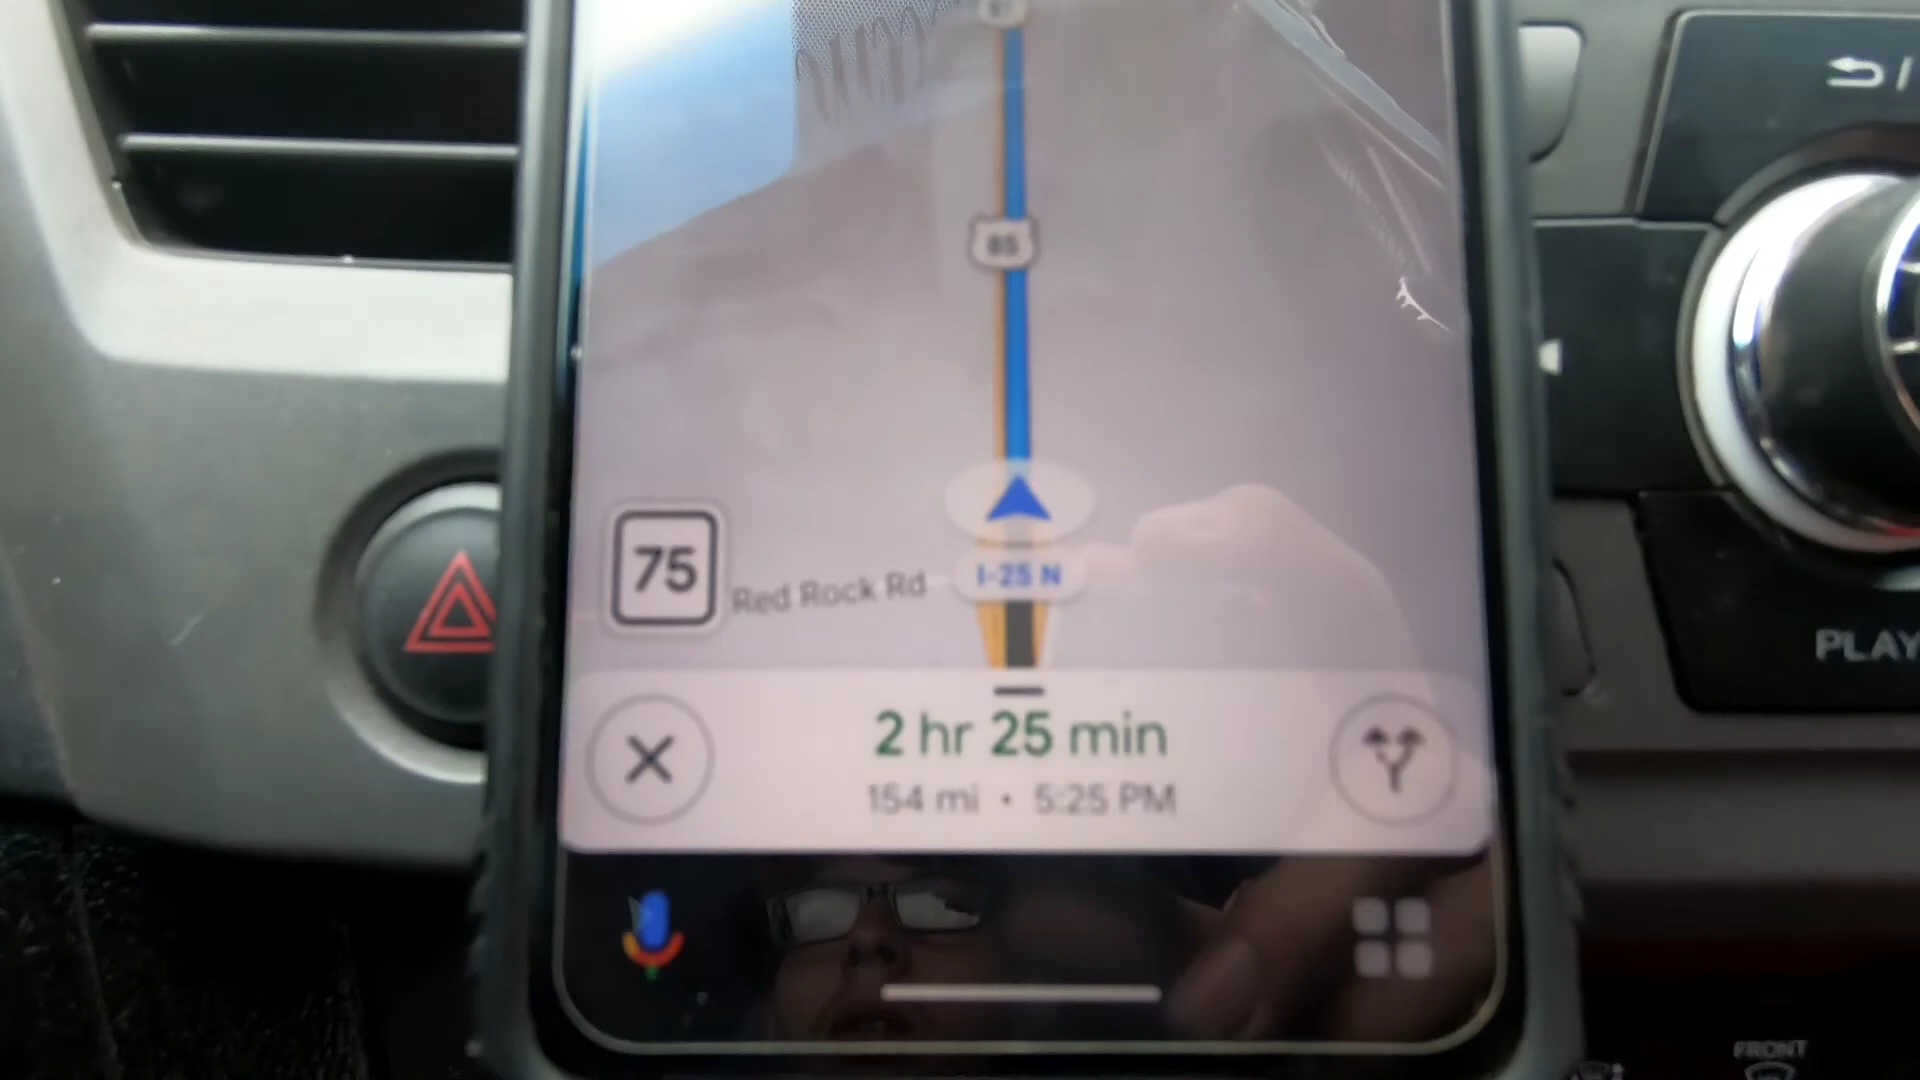 85
75
Red Rock Rd
I-25 N
2 hr 25 min
154 mi • 5:25 PM
PLAY
FRONT